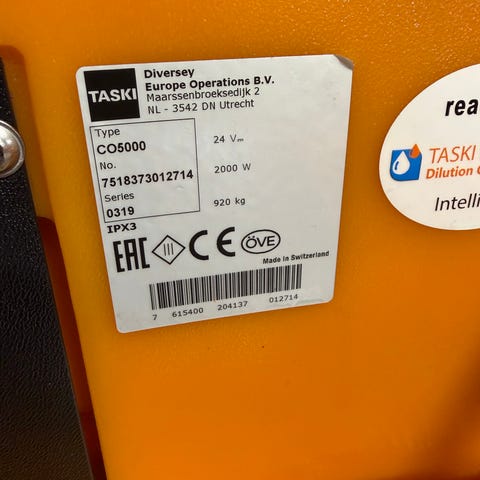 TASKI
Diversey
Europe Operations B.V.
Maarssenbroeksedijk 2
NL - 3542 DN Utrecht
Type
CO5000
No.
7518373012714
Series
0319
IPX3
24 V⎓
2000 W
920 kg
EAC III CE ÖVE
Made in Switzerland
7 615400 204137 012714
rea
TASKI
Dilution
Intelli